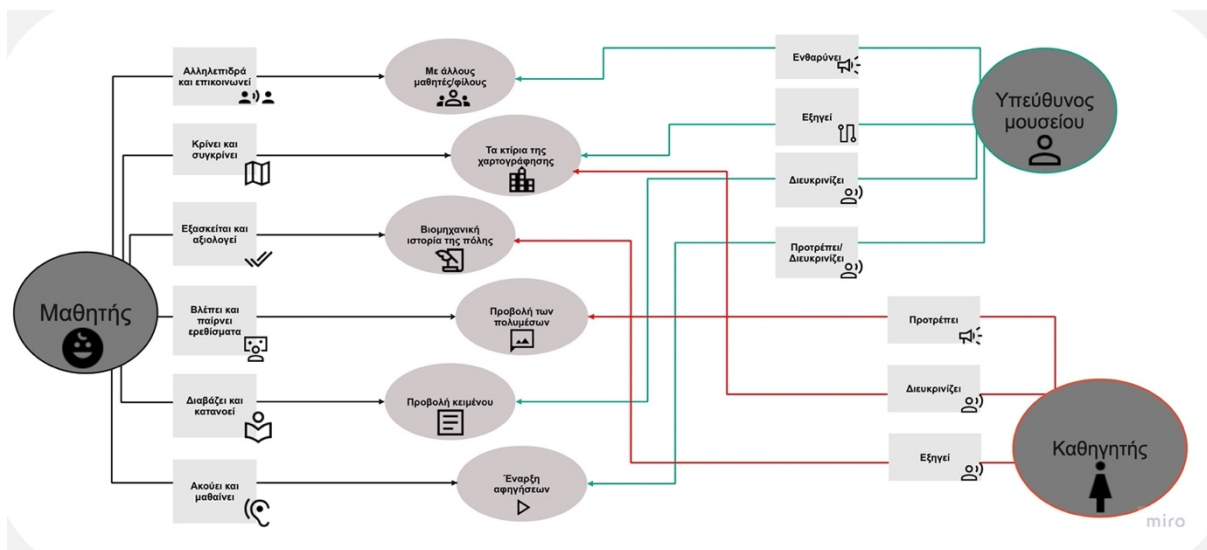 Αλληλεπιδρά
και επικοινωνεί
Με άλλους
μαθητές/φίλους
Ενθαρύνει
Υπεύθυνος
μουσείου
Κρίνει και
συγκρίνει
Τα κτίρια της
χαρτογράφησης
Εξηγεί
Διευκρινίζει
Εξασκείται και
αξιολογεί
Βιομηχανική
ιστορία της πόλης
Προτρέπει/
Διευκρινίζει
Μαθητής
Βλέπει και
παίρνει
ερεθίσματα
Προβολή των
πολυμέσων
Προτρέπει
Διαβάζει και
κατανοεί
Προβολή κειμένου
Διευκρινίζει
Καθηγητής
Εξηγεί
Ακούει και
μαθαίνει
Έναρξη
αφηγήσεων
miro